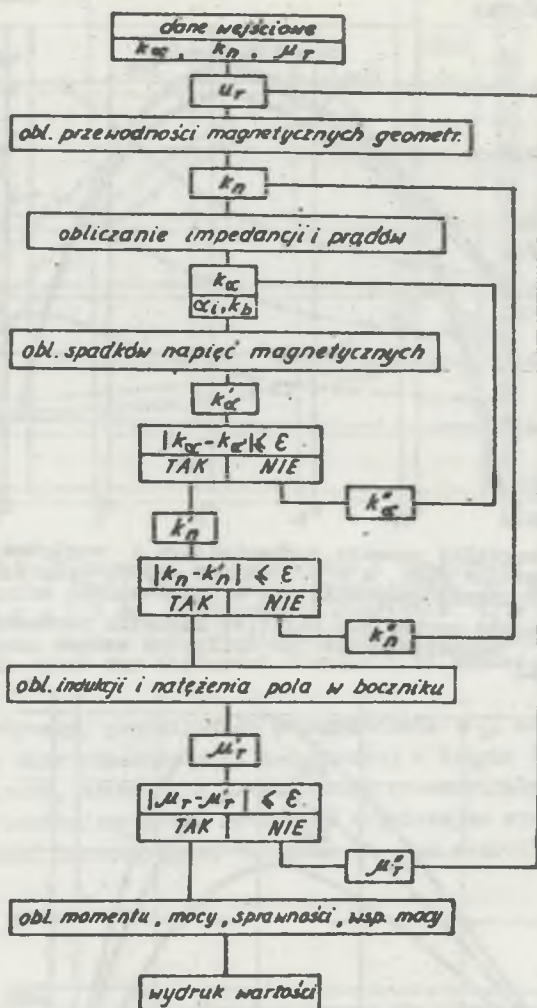 dane wejściowe
k_α, k_n, μ_r
u_r
obl. przewodności magnetycznych geometr.
k_n
obliczanie impedancji i prądów
k_α
α_i, k_b
obl. spadków napięć magnetycznych
k'_α
|k_α - k_α'| ⩽ ε
TAK NIE
k"_α
k'_n
|k_n - k'_n| ⩽ ε
TAK NIE
k"_n
obl. indukcji i natężenia pola w boczniku
μ'_r
|μ_r - μ'_r| ⩽ ε
TAK NIE
μ"_r
obl. momentu, mocy, sprawności, wsp. mocy
wydruk wartości